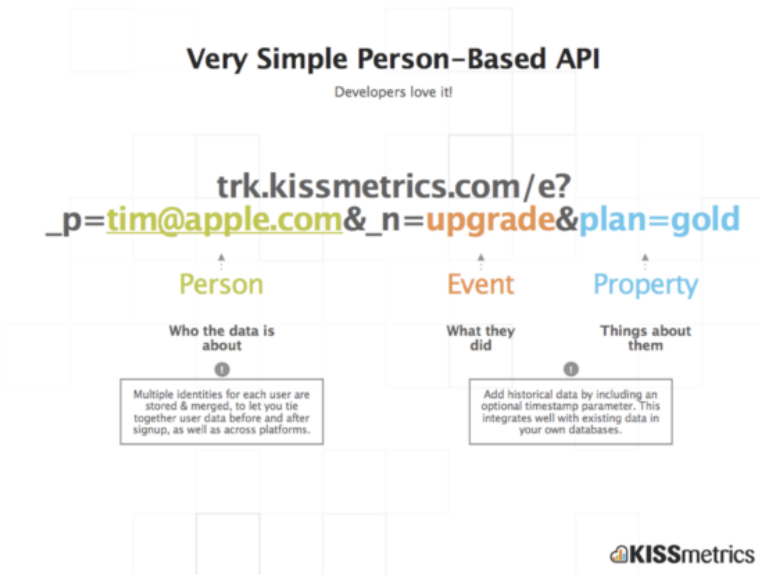 Very Simple Person-Based API
Developers love it!
trk.kissmetrics.com/e?
_p=tim@apple.com&_n=upgrade&plan=gold
Person
Who the data is
about
!
Multiple identities for each user are
stored & merged, to let you tie
together user data before and after
signup, as well as across platforms.
Event
What they
did
Property
Things about
them
!
Add historical data by including an
optional timestamp parameter. This
integrates well with existing data in
your own databases.
KISSmetrics